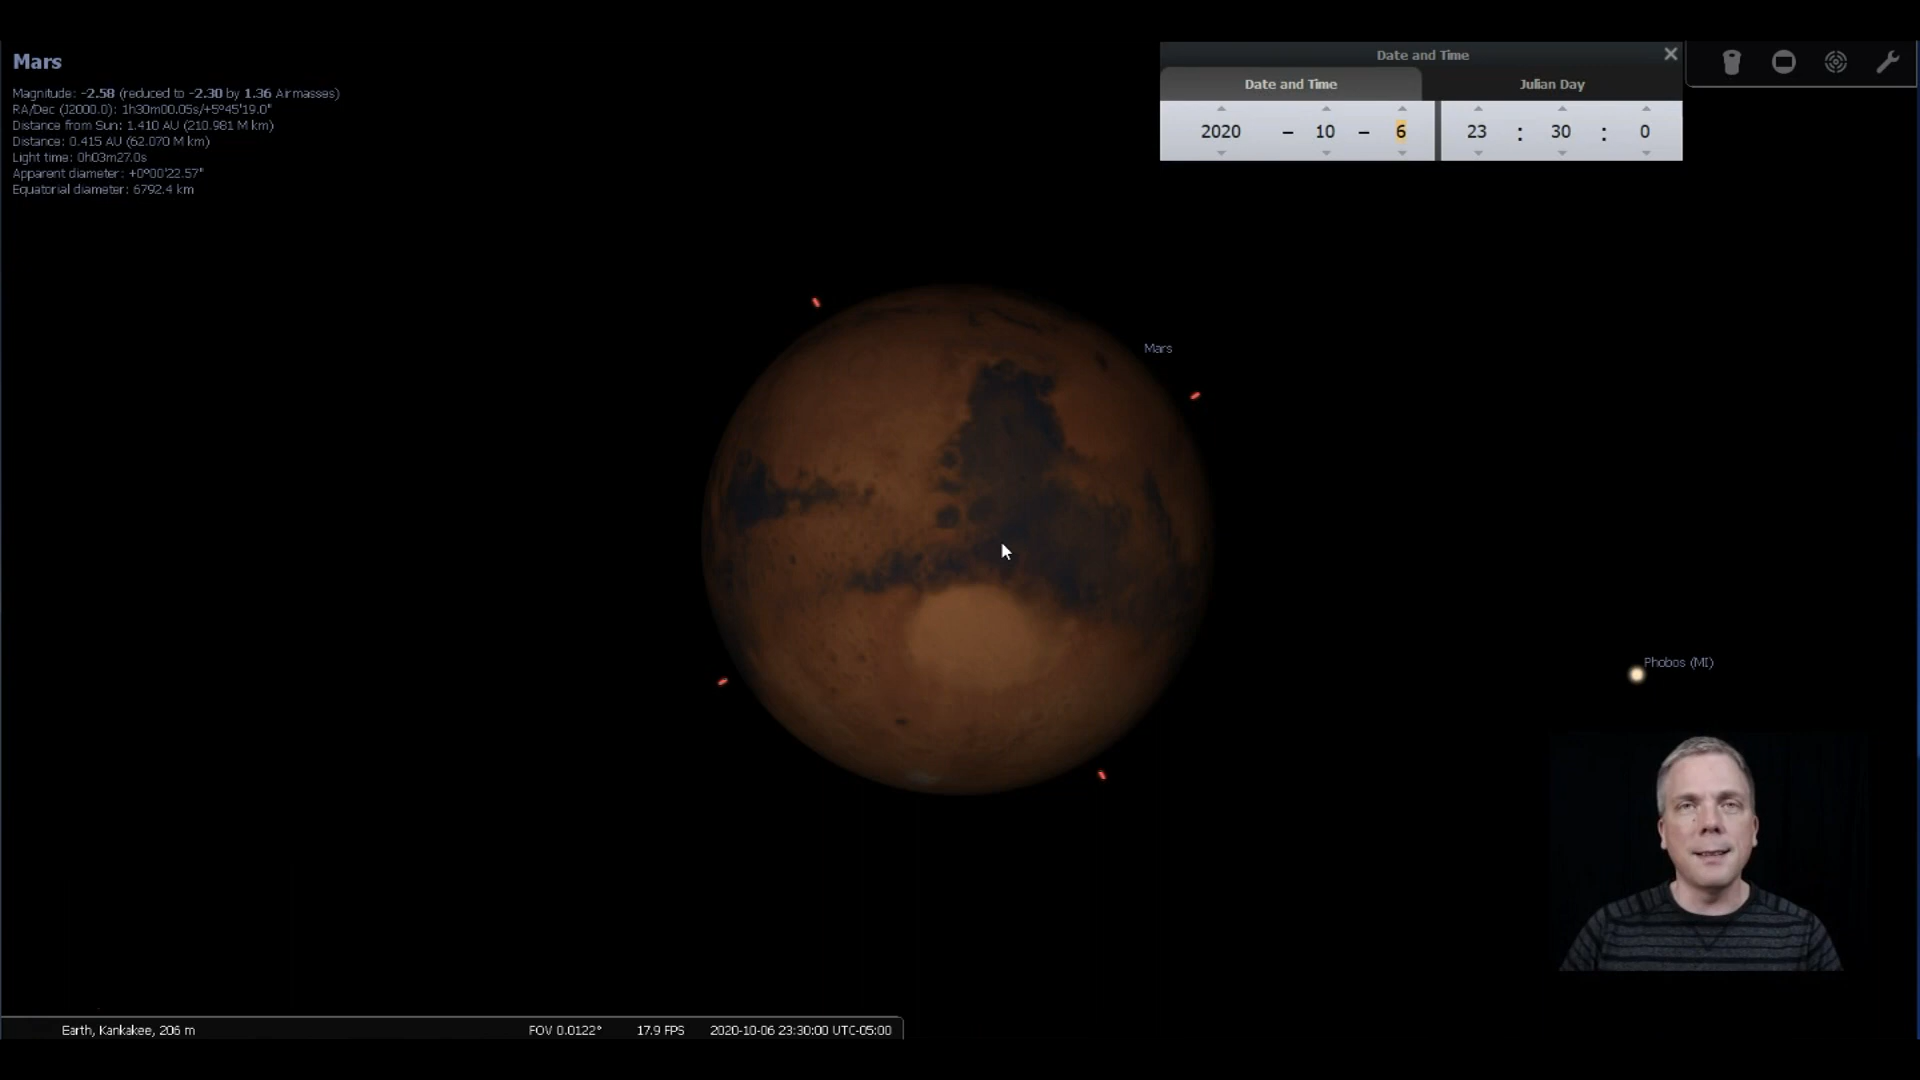 Mars
Magnitude: -2.58 (reduced to -2.30 by 1.36 Airmasses)
RA/Dec (J2000.0): 1h30m00.05s/+5°45'19.0"
Distance from Sun: 1.410 AU (210.981 M km)
Distance: 0.415 AU (62.070 M km)
Light time: 0h03m27.0s
Apparent diameter: +0°00'22.57"
Equatorial diameter: 6792.4 km
Date and Time
Date and Time Julian Day
2020 - 10 - 6 23 : 30 : 0
Mars
Phobos (MI)
Earth, Kankakee, 206 m FOV 0.0122° 17.9 FPS 2020-10-06 23:30:00 UTC-05:00